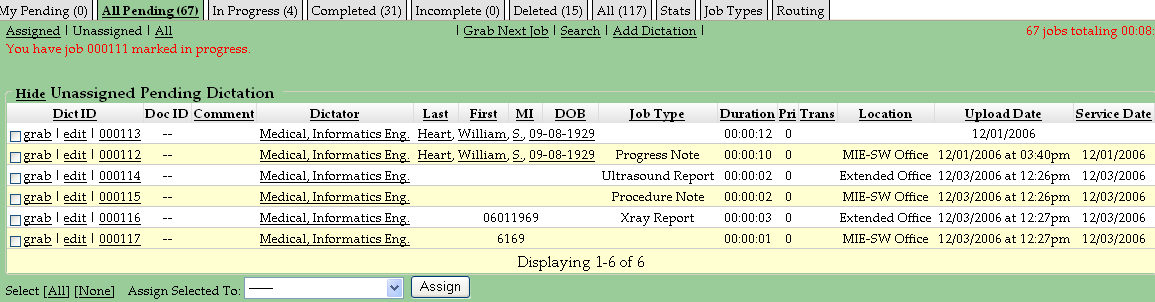 My Pending (0) All Pending (67) In Progress (4) Completed (31) Incomplete (0) Deleted (15) All (117) Stats Job Types Routing
Assigned | Unassigned | All | Grab Next Job | Search | Add Dictation | 67 jobs totaling 00:08:
You have job 000111 marked in progress.
Hide Unassigned Pending Dictation
Dict ID Doc ID Comment Dictator Last First MI DOB Job Type Duration Pri Trans Location Upload Date Service Date
grab | edit | 000113 -- Medical, Informatics Eng. Heart, William, S., 09-08-1929 00:00:12 0 12/01/2006
grab | edit | 000112 -- Medical, Informatics Eng. Heart, William, S., 09-08-1929 Progress Note 00:00:10 0 MIE-SW Office 12/01/2006 at 03:40pm 12/01/2006
grab | edit | 000114 -- Medical, Informatics Eng. Ultrasound Report 00:00:02 0 Extended Office 12/03/2006 at 12:26pm 12/03/2006
grab | edit | 000115 -- Medical, Informatics Eng. Procedure Note 00:00:02 0 MIE-SW Office 12/03/2006 at 12:26pm 12/03/2006
grab | edit | 000116 -- Medical, Informatics Eng. 06011969 Xray Report 00:00:03 0 Extended Office 12/03/2006 at 12:27pm 12/03/2006
grab | edit | 000117 -- Medical, Informatics Eng. 6169 00:00:01 0 MIE-SW Office 12/03/2006 at 12:27pm 12/03/2006
Displaying 1-6 of 6
Select [All] [None] Assign Selected To: ----- Assign